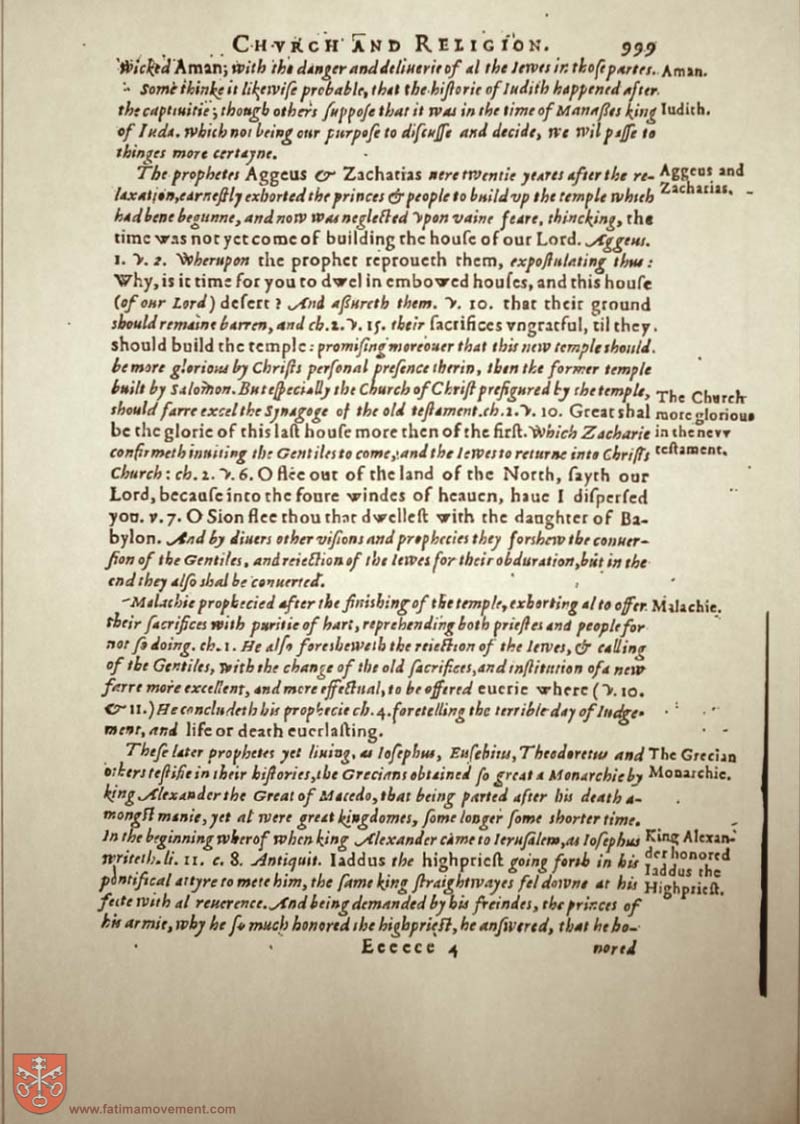 CHVRCH AND RELIGION. 999
Wicked Aman; with the danger and deliuerie of al the Iewes in those partes. Aman.
Some thinke it likewise probable, that the historie of Iudith happened after
the captiuitie; though others suppose that it was in the time of Manasses king Iudith.
of Iuda. which not being our purpose to discusse and decide, we wil passe to
thinges more certayne.
The prophetes Aggeus & Zacharias nere twentie yeares after the re- Aggeus and
laxation, earnestly exhorted the princes & people to build vp the temple which Zacharias.
had bene begunne, and now was neglected vpon vaine feare, thincking, the
time was not yet come of building the house of our Lord. Aggeus.
1. v. 2. Wherupon the prophet reproueth them, expostulating thus:
Why, is it time for you to dwel in embowed houses, and this house
(of our Lord) desert? And assureth them. v. 10. that their ground
should remaine barren, and ch. 2. v. 15. their sacrifices vngratful, til they
should build the temple: promising moreouer that this new temple should
be more glorious by Christs personal presence therin, then the former temple
built by Salomon. But especially the Church of Christ prefigured by the temple, The Church
should farre excel the Synagoge of the old testament. ch. 2. v. 10. Great shal more glorious
be the glorie of this last house more then of the first. Which Zacharie in the nevv
confirmeth inuiting the Gentiles to come, and the Iewes to returne into Christs testament.
Church: ch. 2. v. 6. O flee out of the land of the North, sayth our
Lord, because into the foure windes of heauen, haue I dispersed
you. v. 7. O Sion flee thou that dwellest with the daughter of Ba-
bylon. And by diuers other visions and prophecies they forshew the conuer-
sion of the Gentiles, and reiection of the Iewes for their obduration, but in the
end they also shal be conuerted.
Malachie prophecied after the finishing of the temple, exhorting al to offer Malachie.
their sacrifices with puritie of hart, reprehending both priestes and people for
not so doing. ch. 1. He also foresheweth the reiection of the Iewes, & calling
of the Gentiles, with the change of the old sacrifices, and institution of a new
farre more excellent, and more effectual, to be offered euerie where (v. 10.
& 11.) He concludeth his prophecie ch. 4. foretelling the terrible day of Iudge-
ment, and life or death euerlasting.
These later prophetes yet liuing, as Iosephus, Eusebius, Theodoretus and The Grecian
others testifie in their histories, the Grecians obtained so great a Monarchie by Monarchie.
king Alexander the Great of Macedo, that being parted after his death a-
mongst manie, yet al were great kingdomes, some longer some shorter time.
In the beginning wherof when king Alexander came to Ierusalem, as Iosephus King Alexan-
writeth. li. 11. c. 8. Antiquit. Iaddus the highpriest going forth in his der honored
pontifical attyre to mete him, the same king straightwayes fel downe at his Iaddus the
feete with al reuerence. And being demanded by his freindes, the princes of Highpriest.
his armie, why he so much honored the highpriest, he answered, that he ho-
Eeeeee 4 nored
www.fatimamovement.com